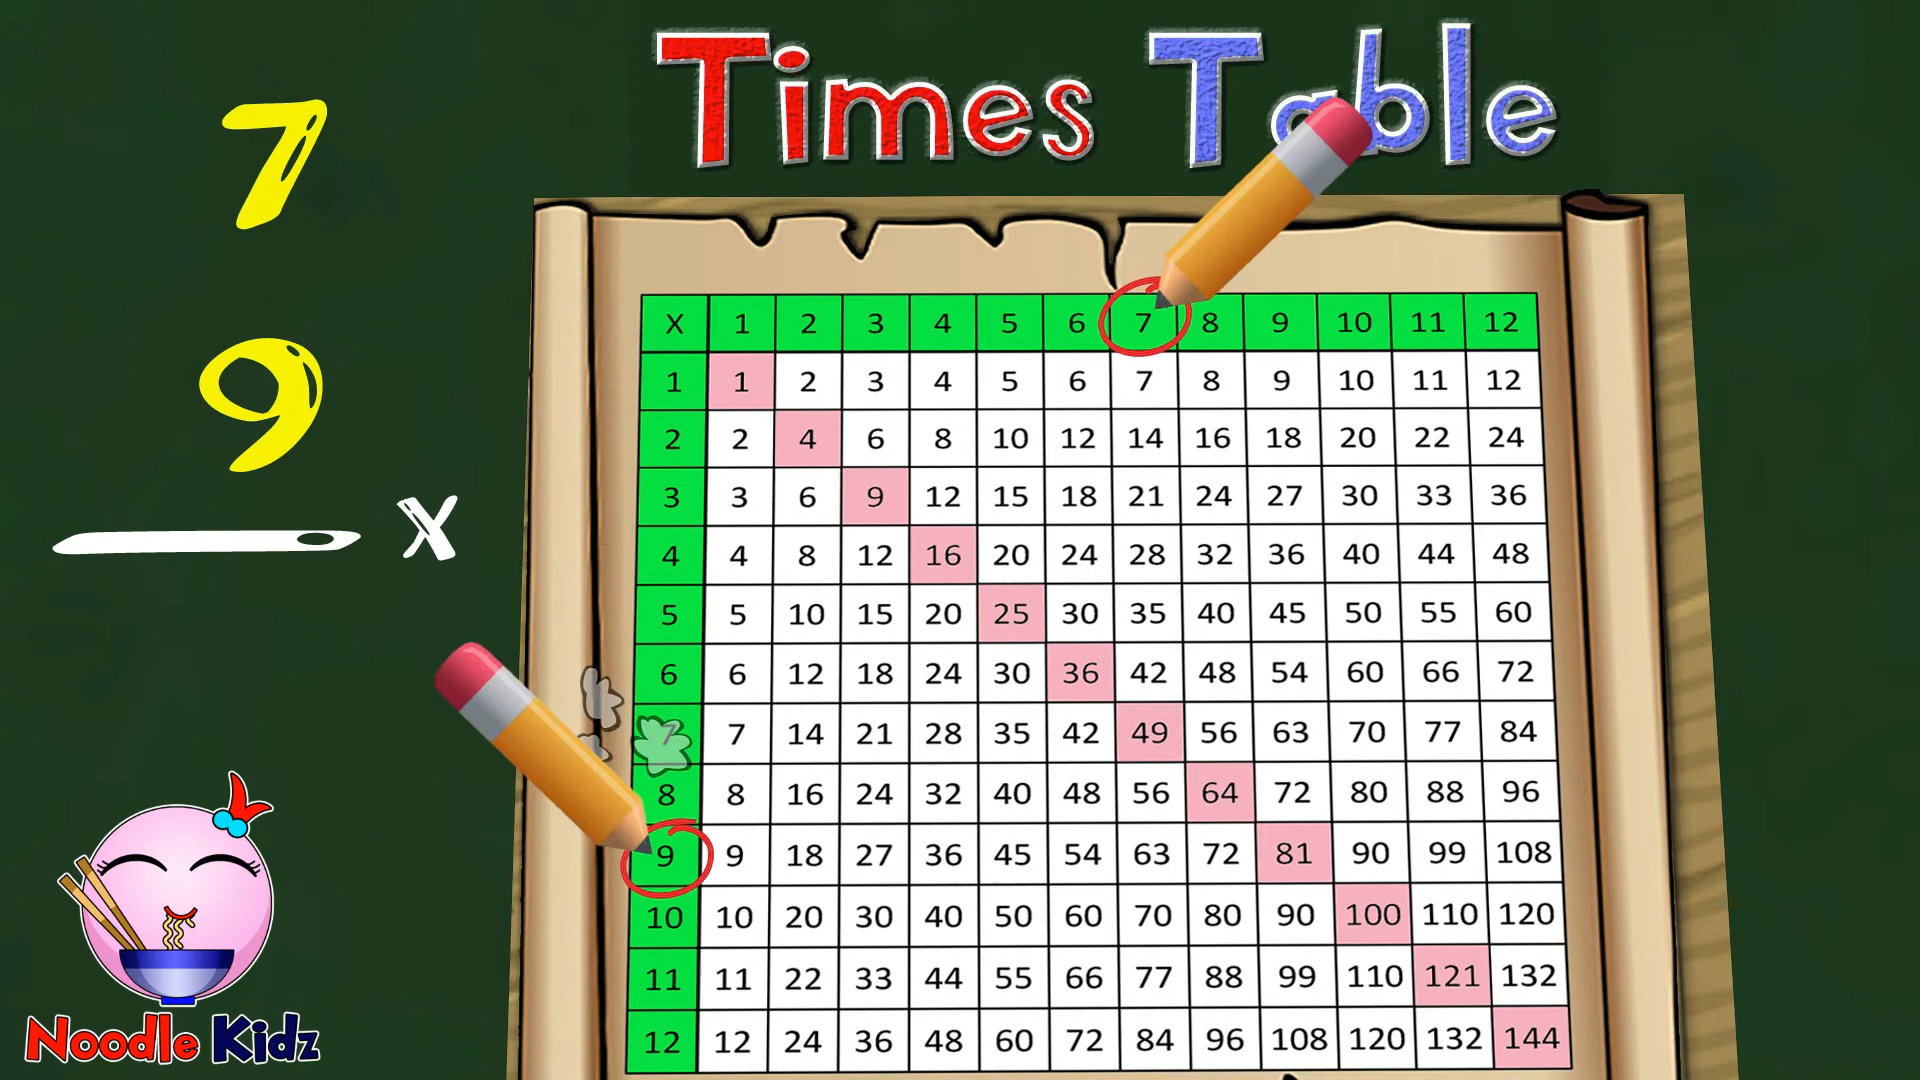 Times Table
7
9
X
X 1 2 3 4 5 6 7 8 9 10 11 12
1 1 2 3 4 5 6 7 8 9 10 11 12
2 2 4 6 8 10 12 14 16 18 20 22 24
3 3 6 9 12 15 18 21 24 27 30 33 36
4 4 8 12 16 20 24 28 32 36 40 44 48
5 5 10 15 20 25 30 35 40 45 50 55 60
6 6 12 18 24 30 36 42 48 54 60 66 72
7 7 14 21 28 35 42 49 56 63 70 77 84
8 8 16 24 32 40 48 56 64 72 80 88 96
9 9 18 27 36 45 54 63 72 81 90 99 108
10 10 20 30 40 50 60 70 80 90 100 110 120
11 11 22 33 44 55 66 77 88 99 110 121 132
12 12 24 36 48 60 72 84 96 108 120 132 144
Noodle Kidz